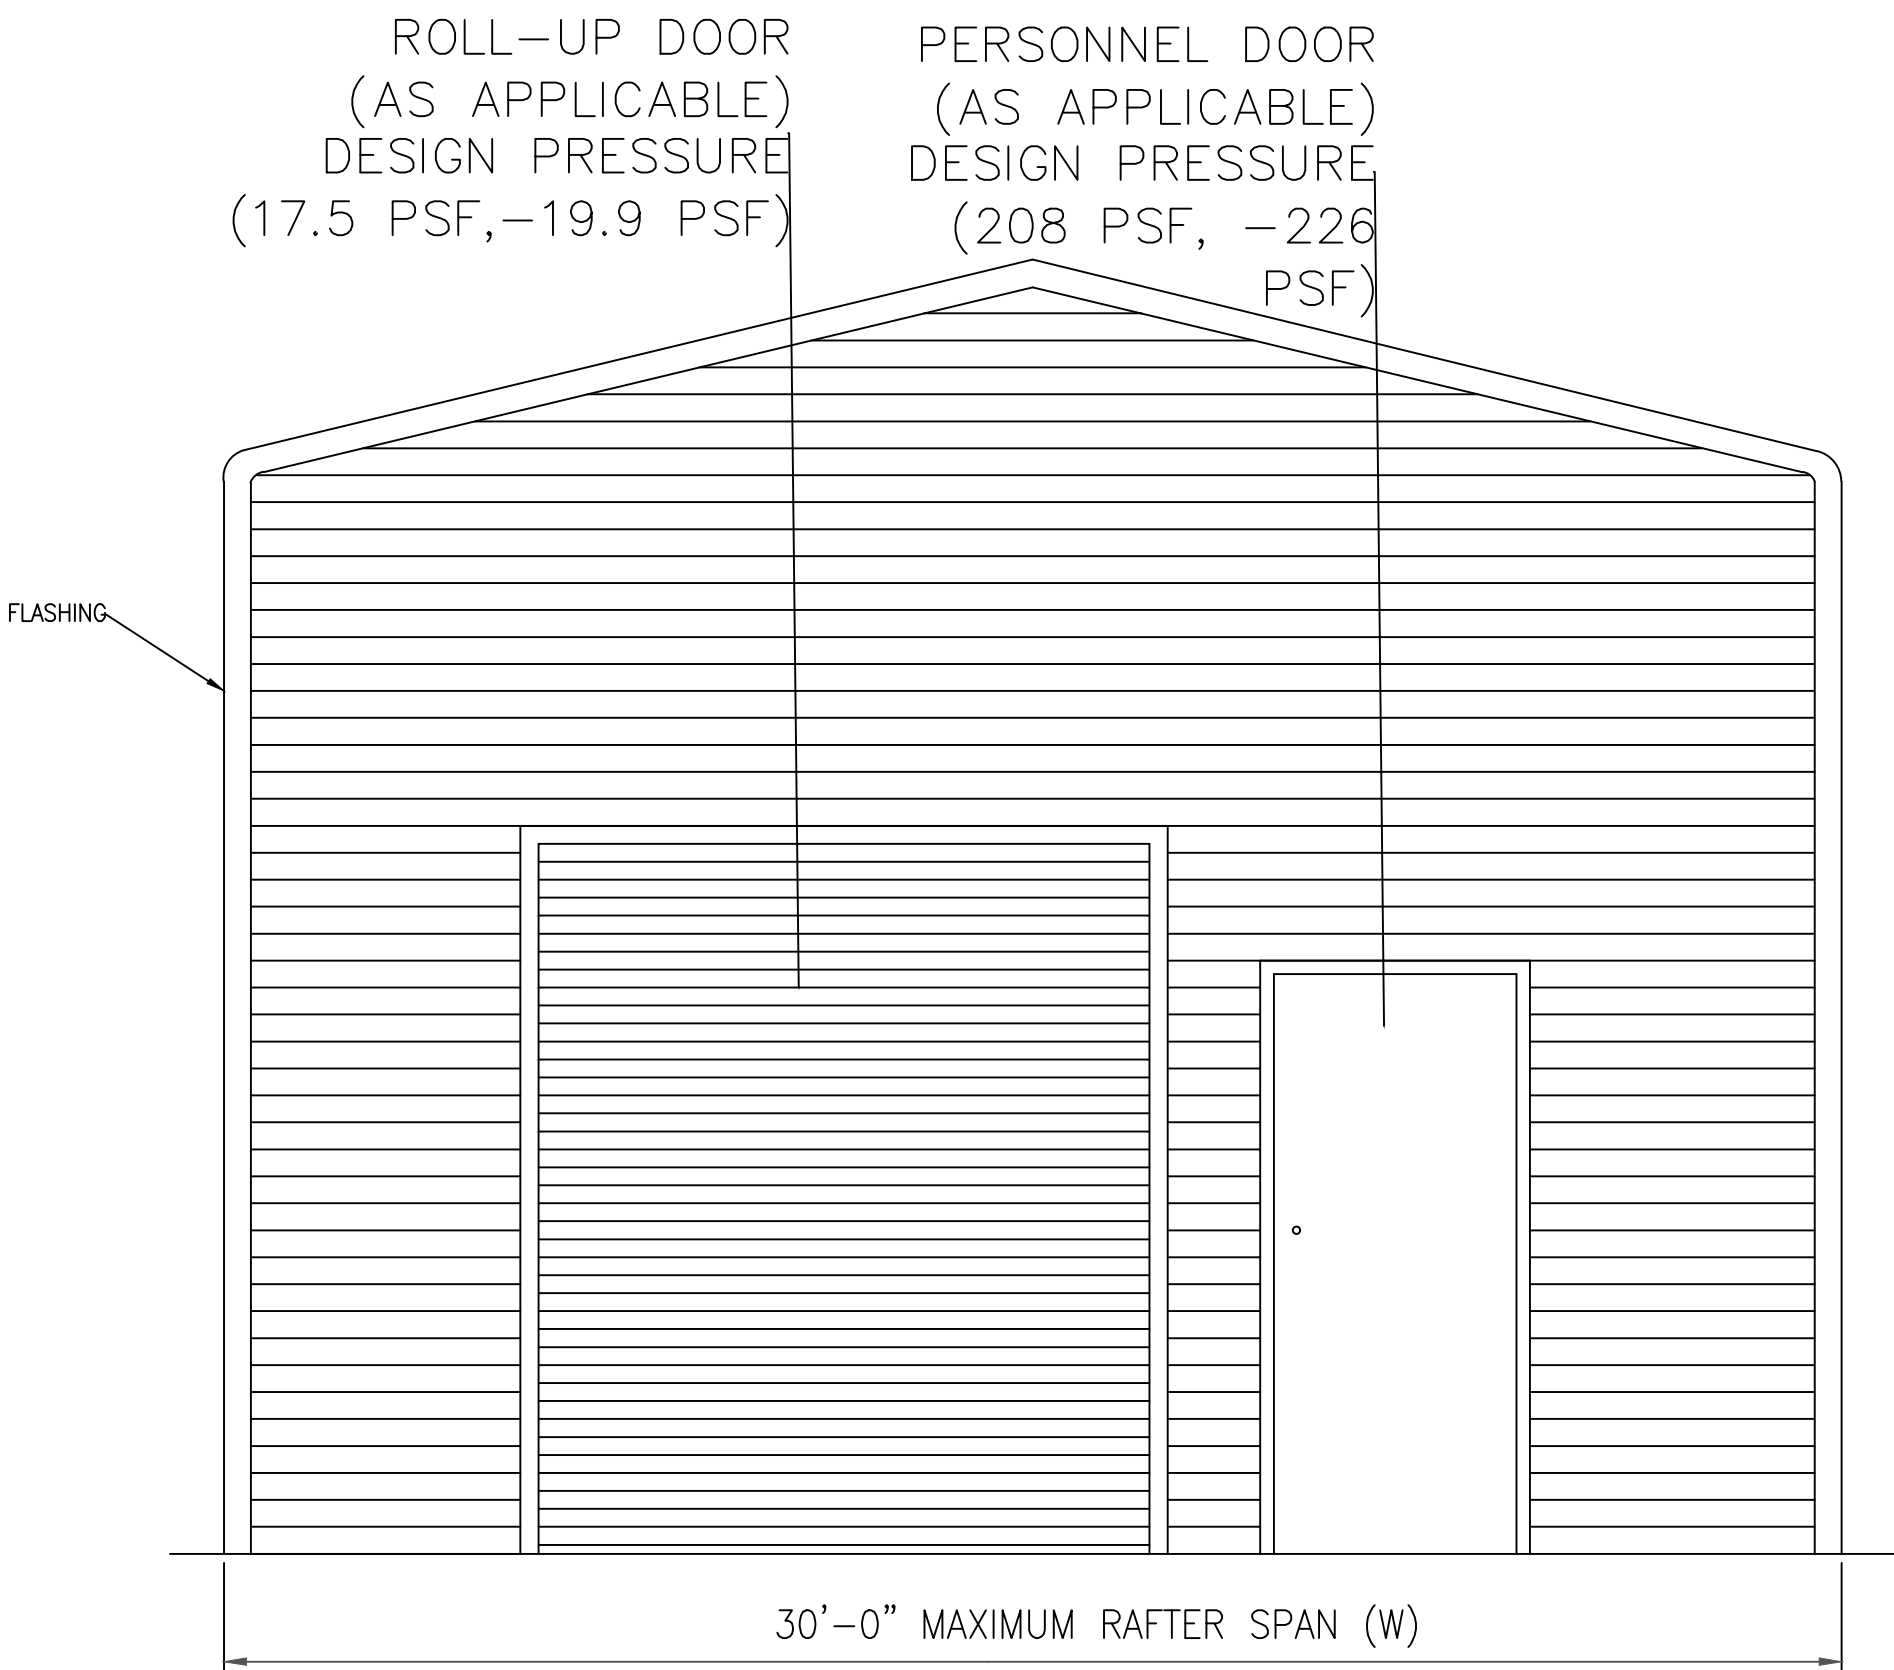 ROLL-UP DOOR
(AS APPLICABLE)
DESIGN PRESSURE
(17.5 PSF,-19.9 PSF)
PERSONNEL DOOR
(AS APPLICABLE)
DESIGN PRESSURE
(208 PSF, -226
PSF)
FLASHING
30'-0" MAXIMUM RAFTER SPAN (W)